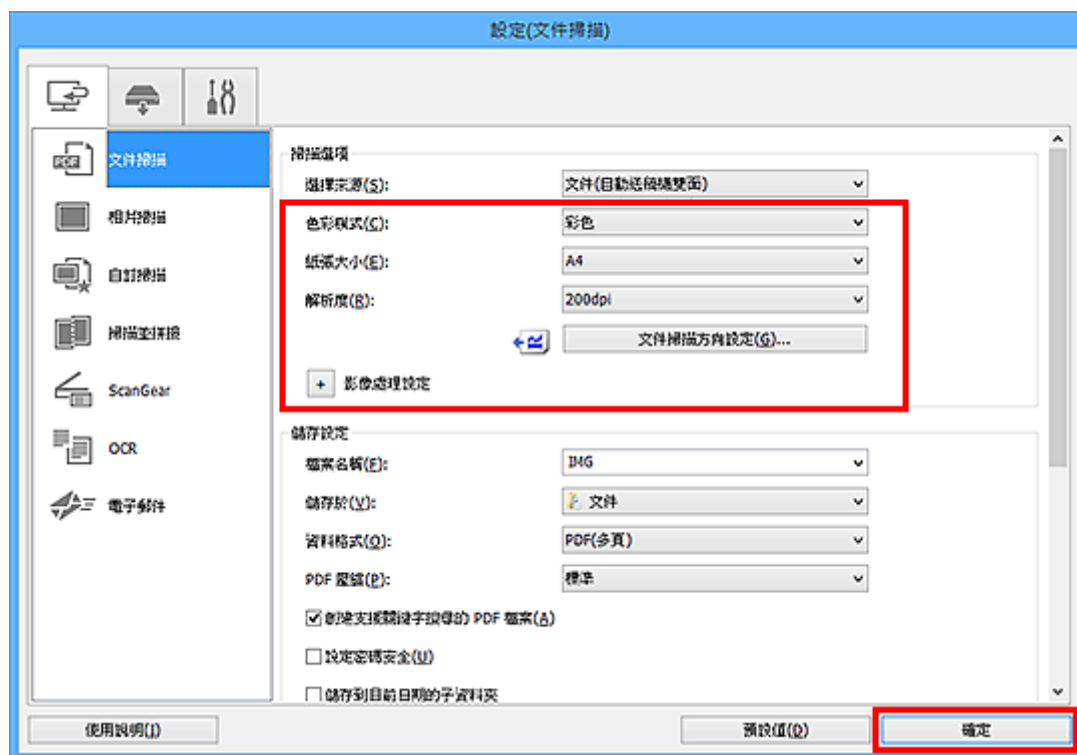 設定(文件掃描)
文件掃描
相片掃描
自訂掃描
掃描並拼接
ScanGear
OCR
電子郵件
掃描選項
選擇來源(S): 文件(自動送稿機雙面)
色彩模式(C): 彩色
紙張大小(E): A4
解析度(R): 200dpi
文件掃描方向設定(G)...
+ 影像處理設定
儲存設定
檔案名稱(F): IMG
儲存於(V): 文件
資料格式(O): PDF(多頁)
PDF 壓縮(P): 標準
創建支援關鍵字搜尋的 PDF 檔案(A)
設定密碼安全(U)
儲存到目前日期的子資料夾
使用說明(I) 預設值(D) 確定